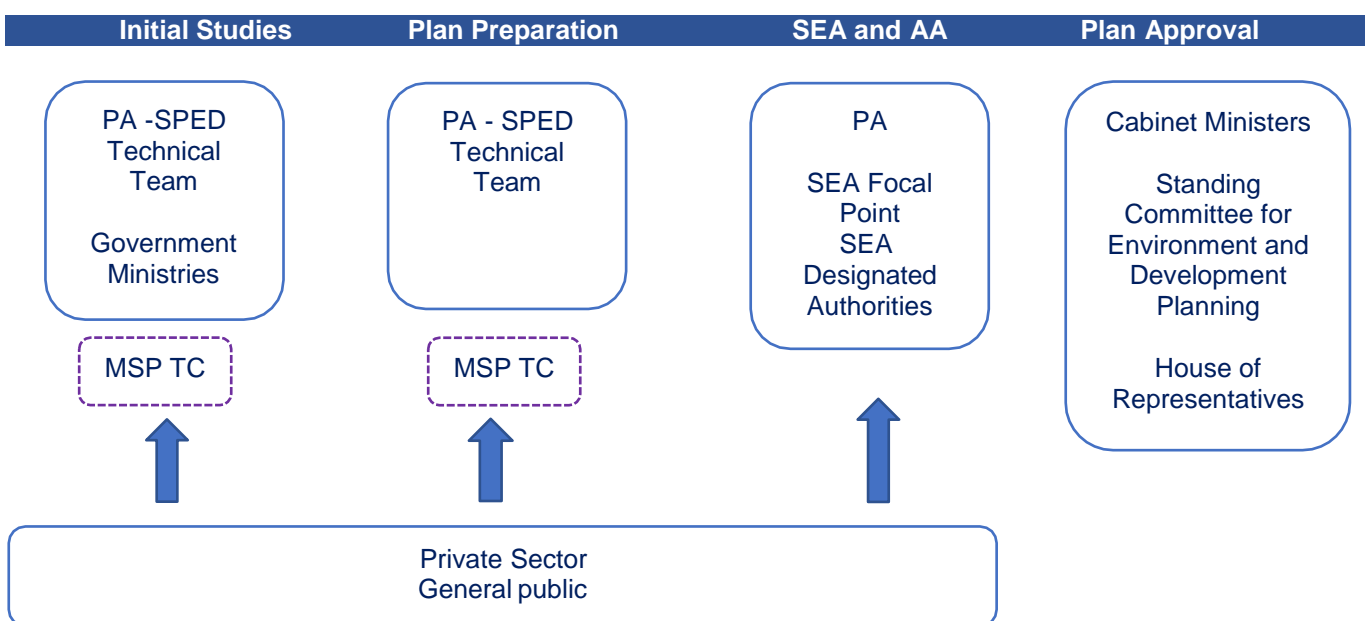 Initial Studies
Plan Preparation
SEA and AA
Plan Approval
PA -SPED
Technical
Team
Government
Ministries
MSP TC
PA - SPED
Technical
Team
MSP TC
PA
SEA Focal
Point
SEA
Designated
Authorities
Cabinet Ministers
Standing
Committee for
Environment and
Development
Planning
House of
Representatives
Private Sector
General public